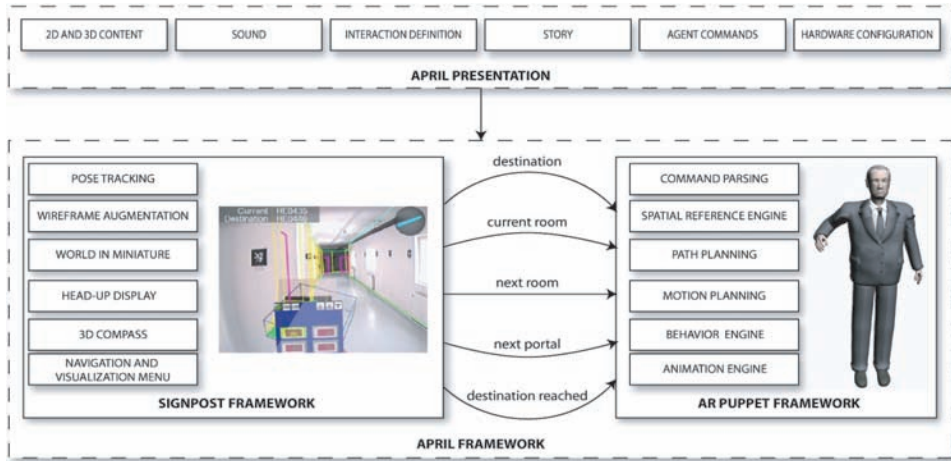 2D AND 3D CONTENT
SOUND
INTERACTION DEFINITION
STORY
AGENT COMMANDS
HARDWARE CONFIGURATION
APRIL PRESENTATION
POSE TRACKING
WIREFRAME AUGMENTATION
WORLD IN MINIATURE
HEAD-UP DISPLAY
3D COMPASS
NAVIGATION AND
VISUALIZATION MENU
Current HE0435
Destination
SIGNPOST FRAMEWORK
destination
current room
next room
next portal
destination reached
COMMAND PARSING
SPATIAL REFERENCE ENGINE
PATH PLANNING
MOTION PLANNING
BEHAVIOR ENGINE
ANIMATION ENGINE
AR PUPPET FRAMEWORK
APRIL FRAMEWORK